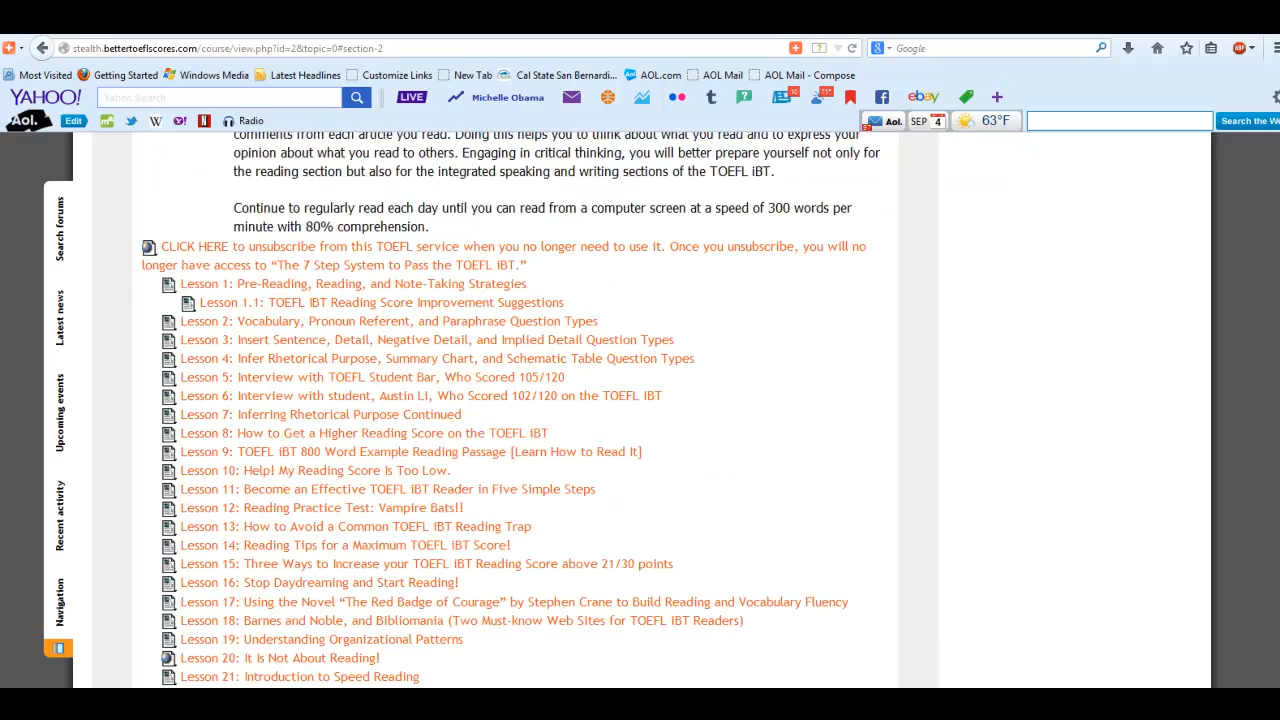 stealth.bettertoeflscores.com/course/view.php?id=2&topic=0#section-2
Google
Most Visited Getting Started Windows Media Latest Headlines Customize Links New Tab Cal State San Bernardi... AOL.com AOL Mail AOL Mail - Compose
YAHOO! Yahoo Search LIVE Michelle Obama ebay
Aol. Edit Radio Aol. SEP 4 63°F Search the We
comments from each article you read. Doing this helps you to think about what you read and to express your
opinion about what you read to others. Engaging in critical thinking, you will better prepare yourself not only for
the reading section but also for the integrated speaking and writing sections of the TOEFL iBT.
Continue to regularly read each day until you can read from a computer screen at a speed of 300 words per
minute with 80% comprehension.
CLICK HERE to unsubscribe from this TOEFL service when you no longer need to use it. Once you unsubscribe, you will no
longer have access to “The 7 Step System to Pass the TOEFL iBT.”
Lesson 1: Pre-Reading, Reading, and Note-Taking Strategies
Lesson 1.1: TOEFL IBT Reading Score Improvement Suggestions
Lesson 2: Vocabulary, Pronoun Referent, and Paraphrase Question Types
Lesson 3: Insert Sentence, Detail, Negative Detail, and Implied Detail Question Types
Lesson 4: Infer Rhetorical Purpose, Summary Chart, and Schematic Table Question Types
Lesson 5: Interview with TOEFL Student Bar, Who Scored 105/120
Lesson 6: Interview with student, Austin Li, Who Scored 102/120 on the TOEFL iBT
Lesson 7: Inferring Rhetorical Purpose Continued
Lesson 8: How to Get a Higher Reading Score on the TOEFL iBT
Lesson 9: TOEFL iBT 800 Word Example Reading Passage [Learn How to Read It]
Lesson 10: Help! My Reading Score Is Too Low.
Lesson 11: Become an Effective TOEFL iBT Reader in Five Simple Steps
Lesson 12: Reading Practice Test: Vampire Bats!!
Lesson 13: How to Avoid a Common TOEFL iBT Reading Trap
Lesson 14: Reading Tips for a Maximum TOEFL iBT Score!
Lesson 15: Three Ways to Increase your TOEFL iBT Reading Score above 21/30 points
Lesson 16: Stop Daydreaming and Start Reading!
Lesson 17: Using the Novel “The Red Badge of Courage” by Stephen Crane to Build Reading and Vocabulary Fluency
Lesson 18: Barnes and Noble, and Bibliomania (Two Must-know Web Sites for TOEFL iBT Readers)
Lesson 19: Understanding Organizational Patterns
Lesson 20: It Is Not About Reading!
Lesson 21: Introduction to Speed Reading
Search forums
Latest news
Upcoming events
Recent activity
Navigation